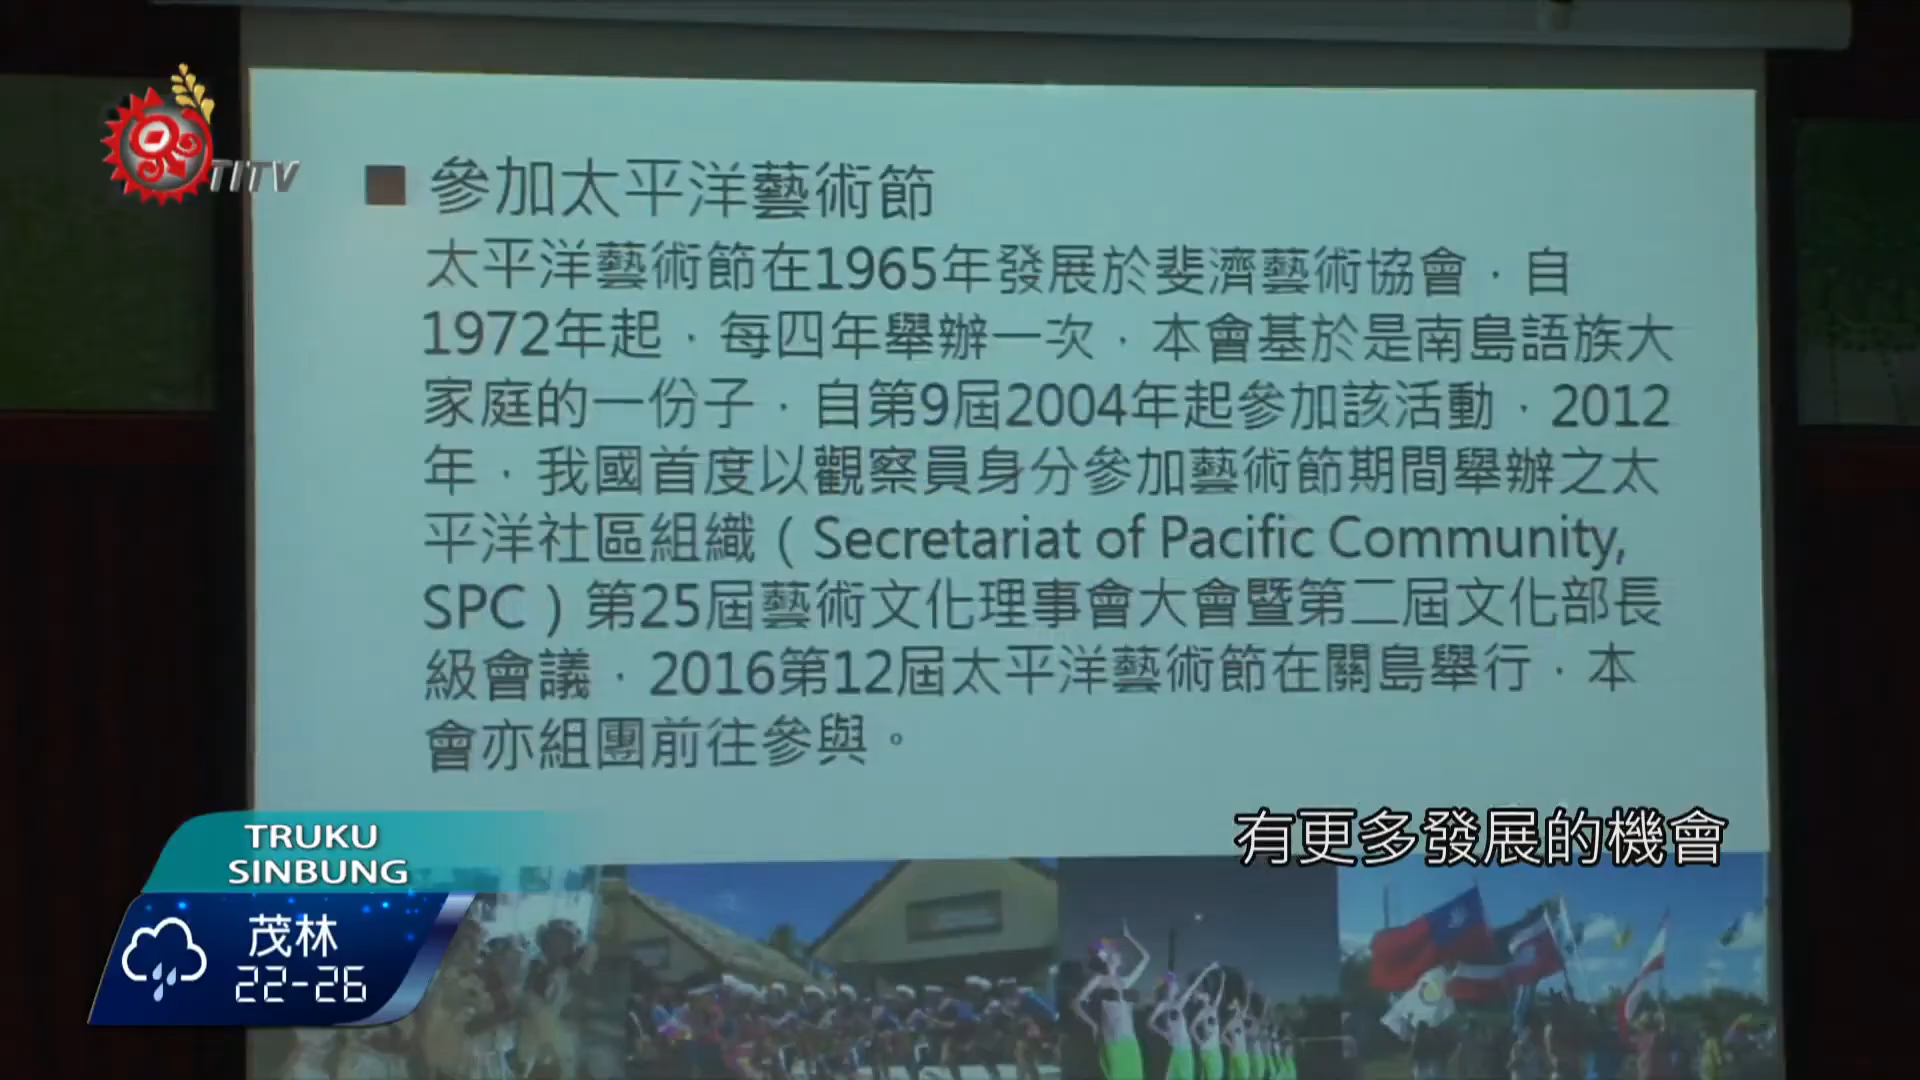 TITV
■ 參加太平洋藝術節
太平洋藝術節在1965年發展於斐濟藝術協會，自
1972年起，每四年舉辦一次，本會基於是南島語族大
家庭的一份子，自第9屆2004年起參加該活動，2012
年，我國首度以觀察員身分參加藝術節期間舉辦之太
平洋社區組織（Secretariat of Pacific Community,
SPC）第25屆藝術文化理事會大會暨第二屆文化部長
級會議，2016第12屆太平洋藝術節在關島舉行，本
會亦組團前往參與。
有更多發展的機會
TRUKU
SINBUNG
茂林
22-26